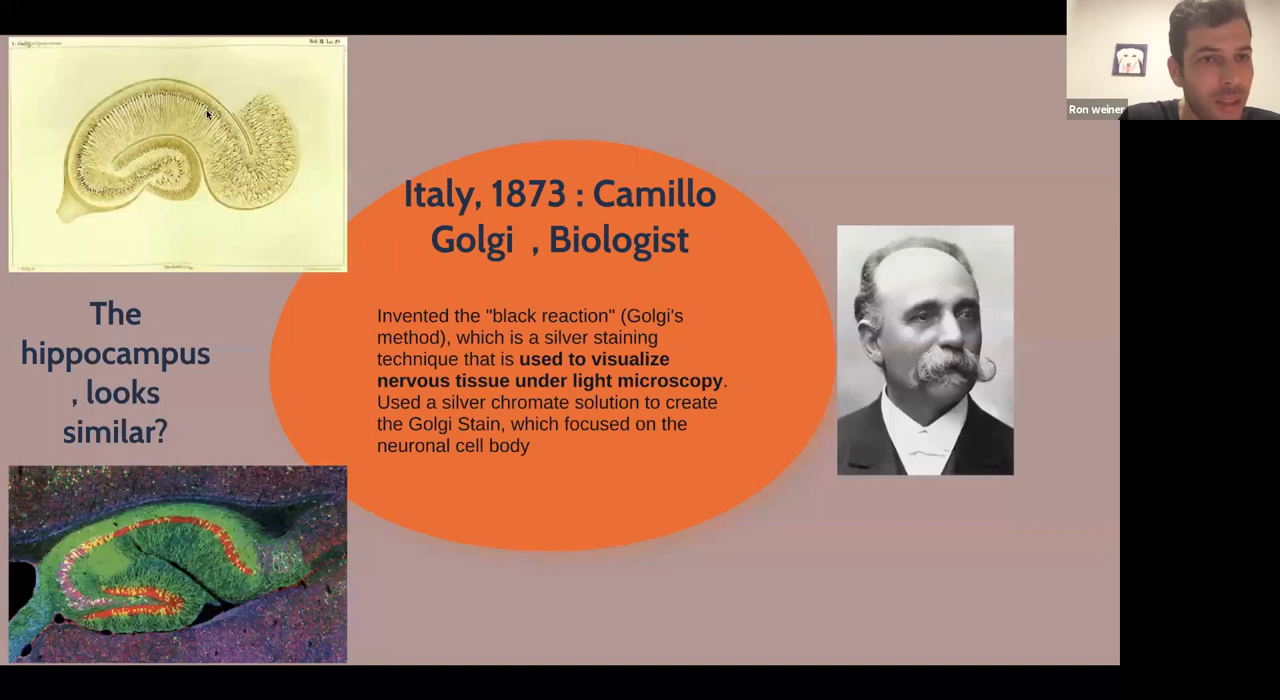 Ron weiner
Italy, 1873 : Camillo
Golgi , Biologist
Invented the "black reaction" (Golgi's
method), which is a silver staining
technique that is used to visualize
nervous tissue under light microscopy.
Used a silver chromate solution to create
the Golgi Stain, which focused on the
neuronal cell body
The
hippocampus
, looks
similar?